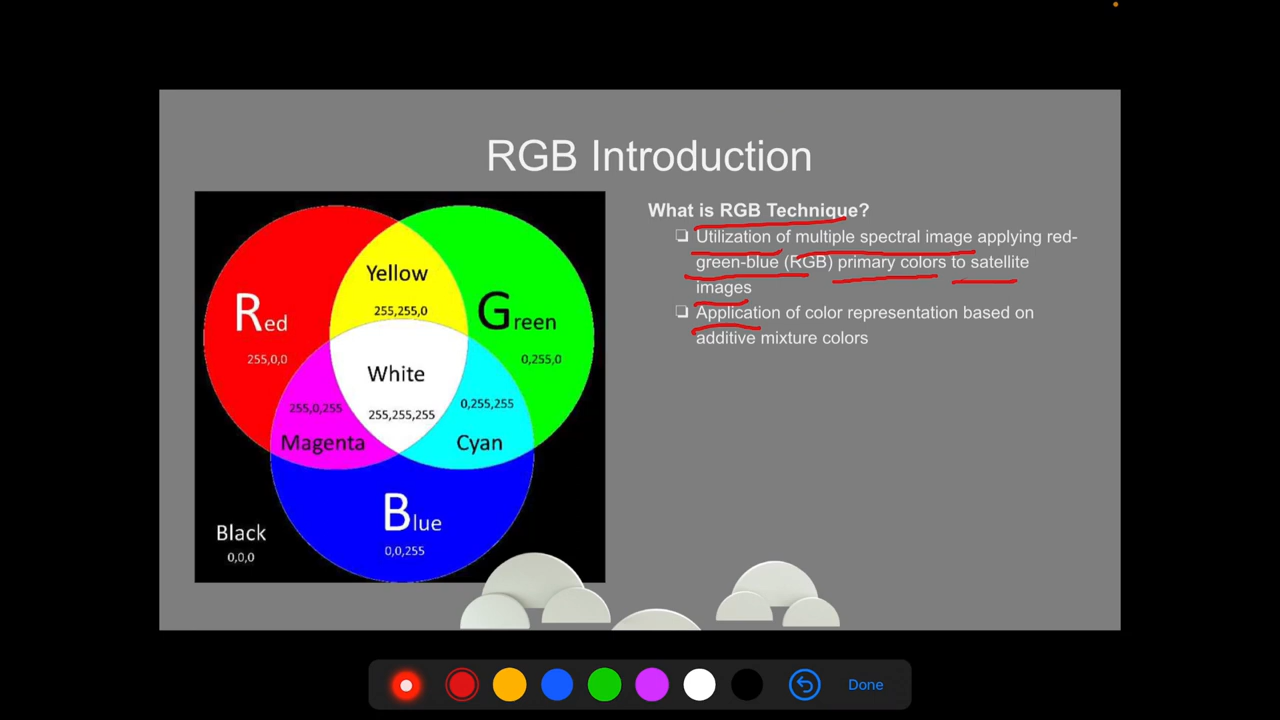 RGB Introduction
What is RGB Technique?
❏ Utilization of multiple spectral image applying red-
green-blue (RGB) primary colors to satellite
images
❏ Application of color representation based on
additive mixture colors
Yellow
255,255,0
Red
255,0,0
Green
0,255,0
White
255,255,255
255,0,255
Magenta
0,255,255
Cyan
Blue
0,0,255
Black
0,0,0
Done